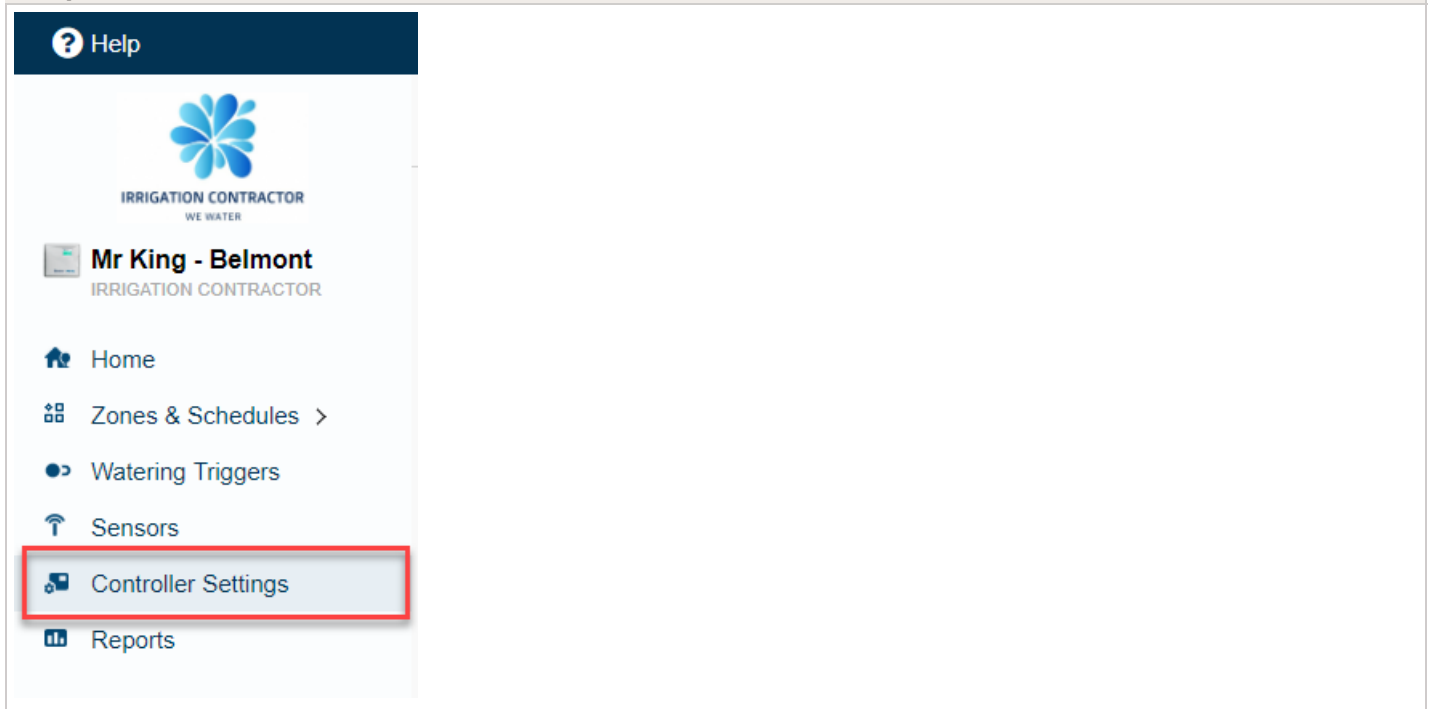 Help
IRRIGATION CONTRACTOR
WE WATER
Mr King - Belmont
IRRIGATION CONTRACTOR
Home
Zones & Schedules
Watering Triggers
Sensors
Controller Settings
Reports